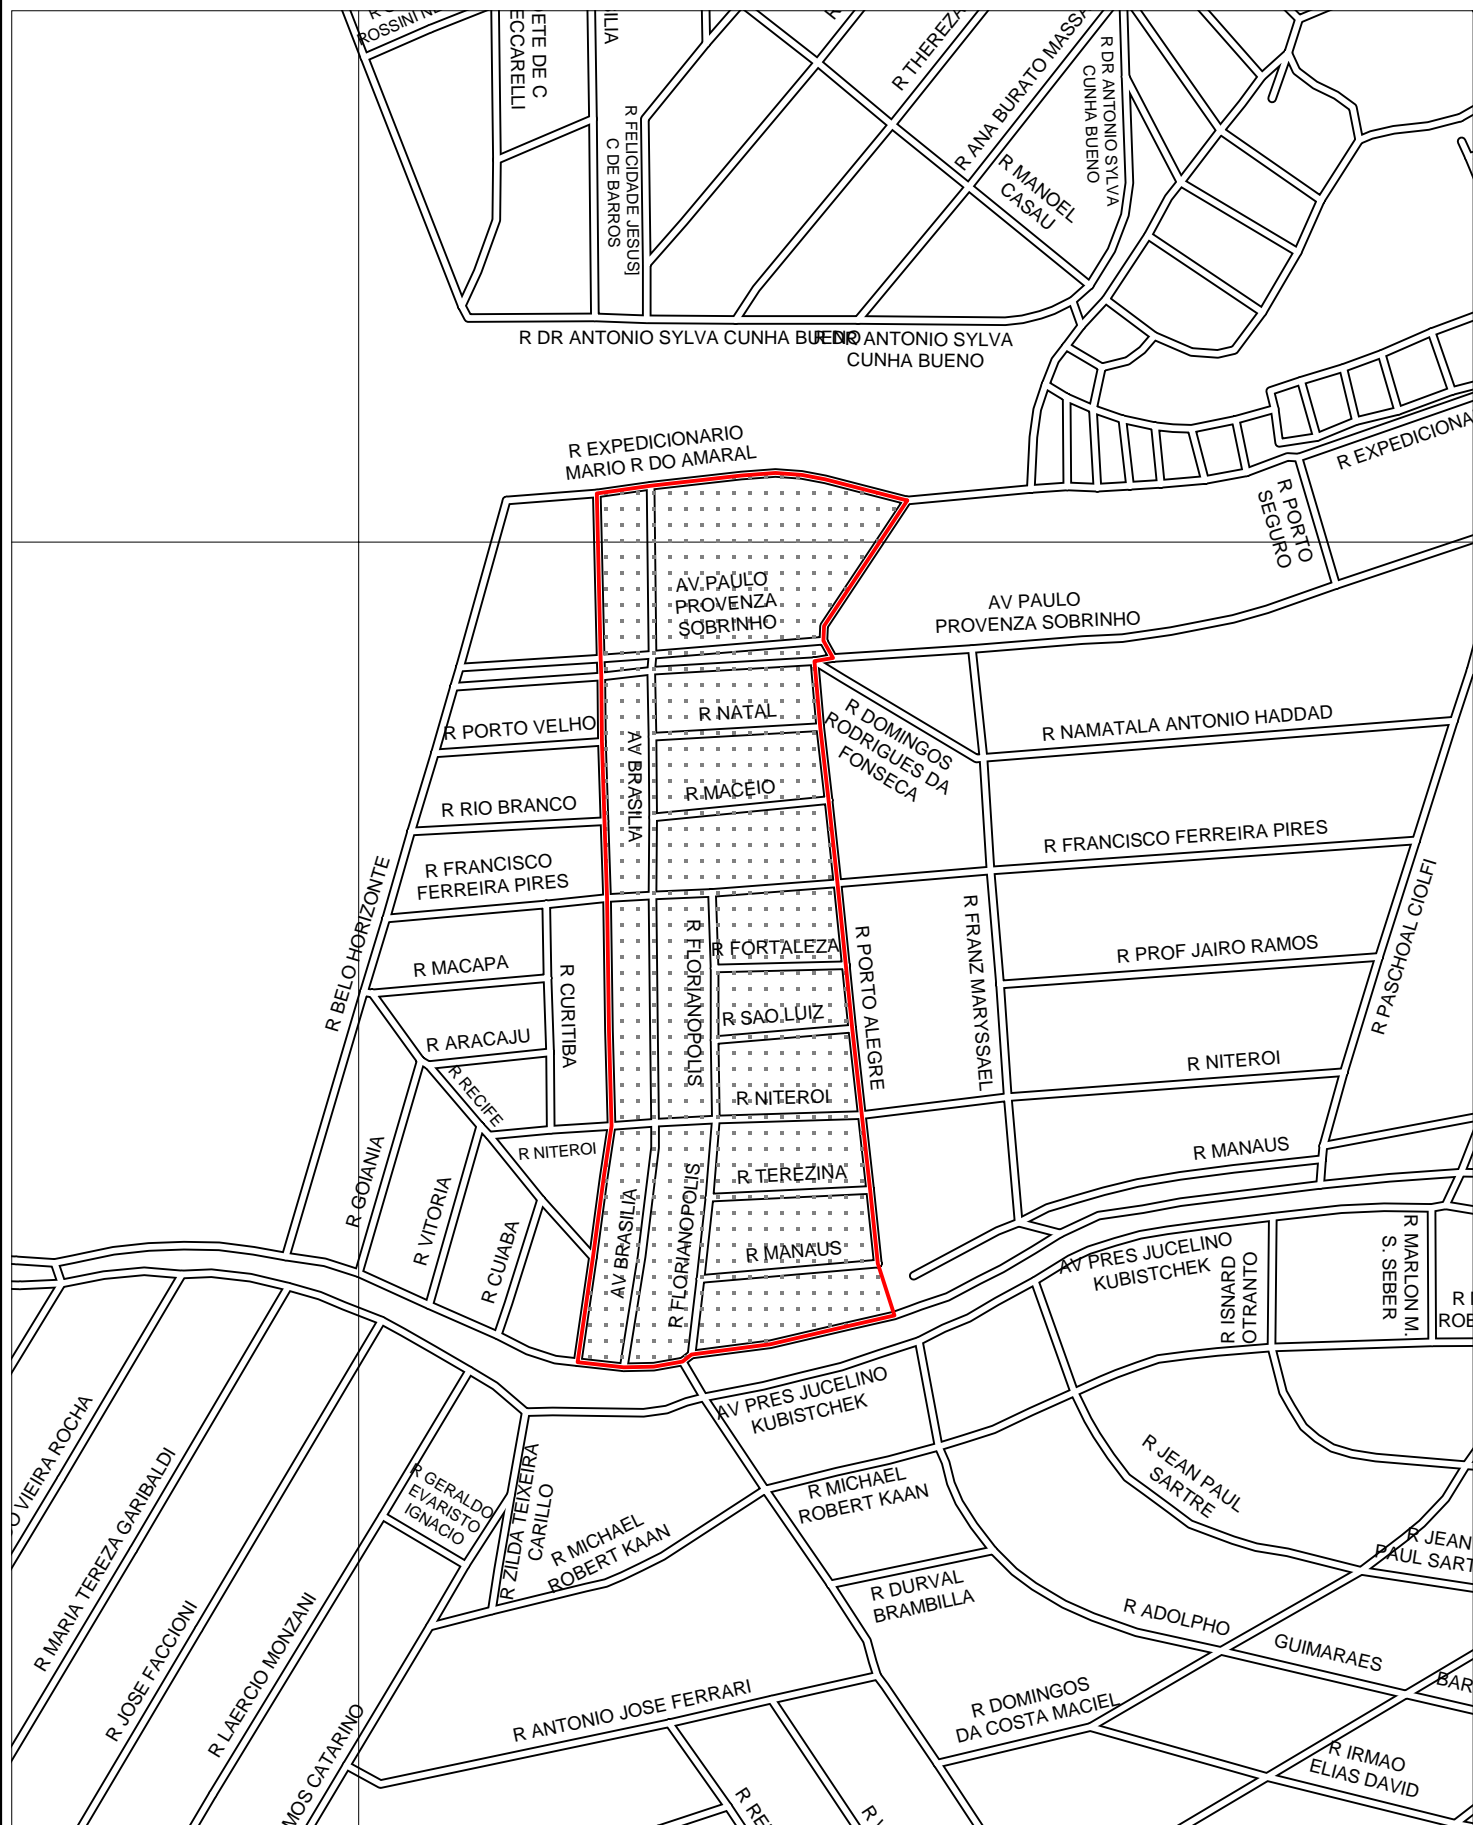 ROSSINI
ETE DE C
ECCARELLI
ILIA
R FELICIDADE JESUS]
C DE BARROS
R THEREZA
R ANA BURATO MASSA
R MANOEL
CASAU
R DR ANTONIO SYLVA
CUNHA BUENO
R DR ANTONIO SYLVA CUNHA BUENO
R DR ANTONIO SYLVA
CUNHA BUENO
R EXPEDICIONARIO
MARIO R DO AMARAL
R EXPEDICIONA
R PORTO
SEGURO
AV PAULO
PROVENZA
SOBRINHO
AV PAULO
PROVENZA SOBRINHO
R PORTO VELHO
R NATAL
R DOMINGOS
RODRIGUES DA
FONSECA
R NAMATALA ANTONIO HADDAD
AV BRASILIA
R RIO BRANCO
R MACEIO
R FRANCISCO
FERREIRA PIRES
R FRANCISCO FERREIRA PIRES
R BELO HORIZONTE
R PASCHOAL CIOLFI
R MACAPA
R CURITIBA
R FLORIANOPOLIS
R FORTALEZA
R PORTO ALEGRE
R FRANZ MARYSSAEL
R PROF JAIRO RAMOS
R ARACAJU
R SAO LUIZ
R RECIFE
R NITEROI
R NITEROI
R NITEROI
R GOIANIA
R VITORIA
R CUIABA
AV BRASILIA
R FLORIANOPOLIS
R TEREZINA
R MANAUS
R MANAUS
AV PRES JUCELINO
KUBISTCHEK
R ISNARD
OTRANTO
R MARLON M.
S. SEBER
ROB
AV PRES JUCELINO
KUBISTCHEK
O VIEIRA ROCHA
R MARIA TEREZA GARIBALDI
R JOSE FACCIONI
R LAERCIO MONZANI
MOS CATARINO
R GERALDO
EVARISTO
IGNACIO
R ZILDA TEIXEIRA
CARILLO
R MICHAEL
ROBERT KAAN
R MICHAEL
ROBERT KAAN
R JEAN PAUL
SARTRE
R JEAN
PAUL SART
R DURVAL
BRAMBILLA
R ADOLPHO
GUIMARAES
BAR
R ANTONIO JOSE FERRARI
R DOMINGOS
DA COSTA MACIEL
R IRMAO
ELIAS DAVID
R RE